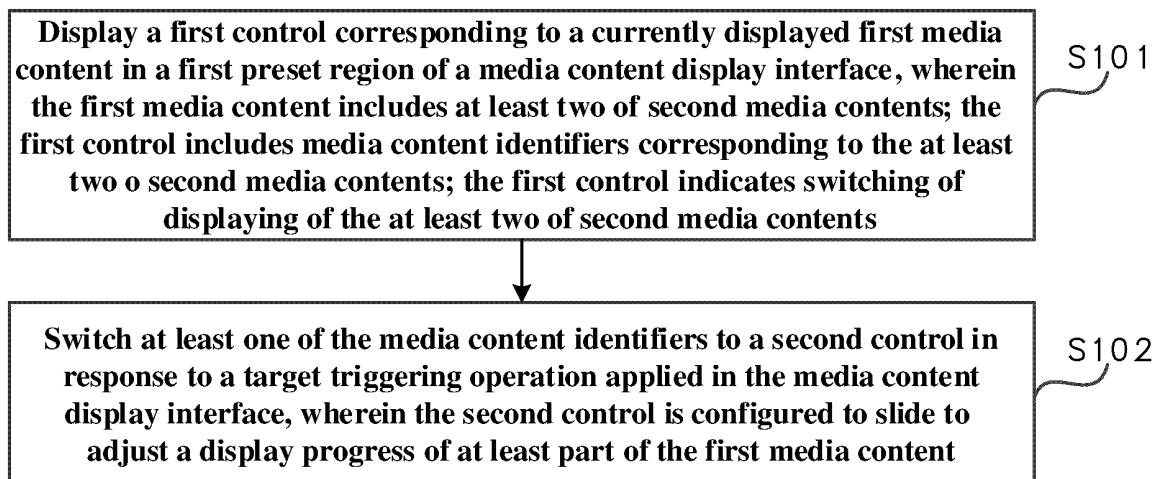 Display a first control corresponding to a currently displayed first media
content in a first preset region of a media content display interface, wherein
the first media content includes at least two of second media contents; the
first control includes media content identifiers corresponding to the at least
two o second media contents; the first control indicates switching of
displaying of the at least two of second media contents
S101
Switch at least one of the media content identifiers to a second control in
response to a target triggering operation applied in the media content
display interface, wherein the second control is configured to slide to
adjust a display progress of at least part of the first media content
S102